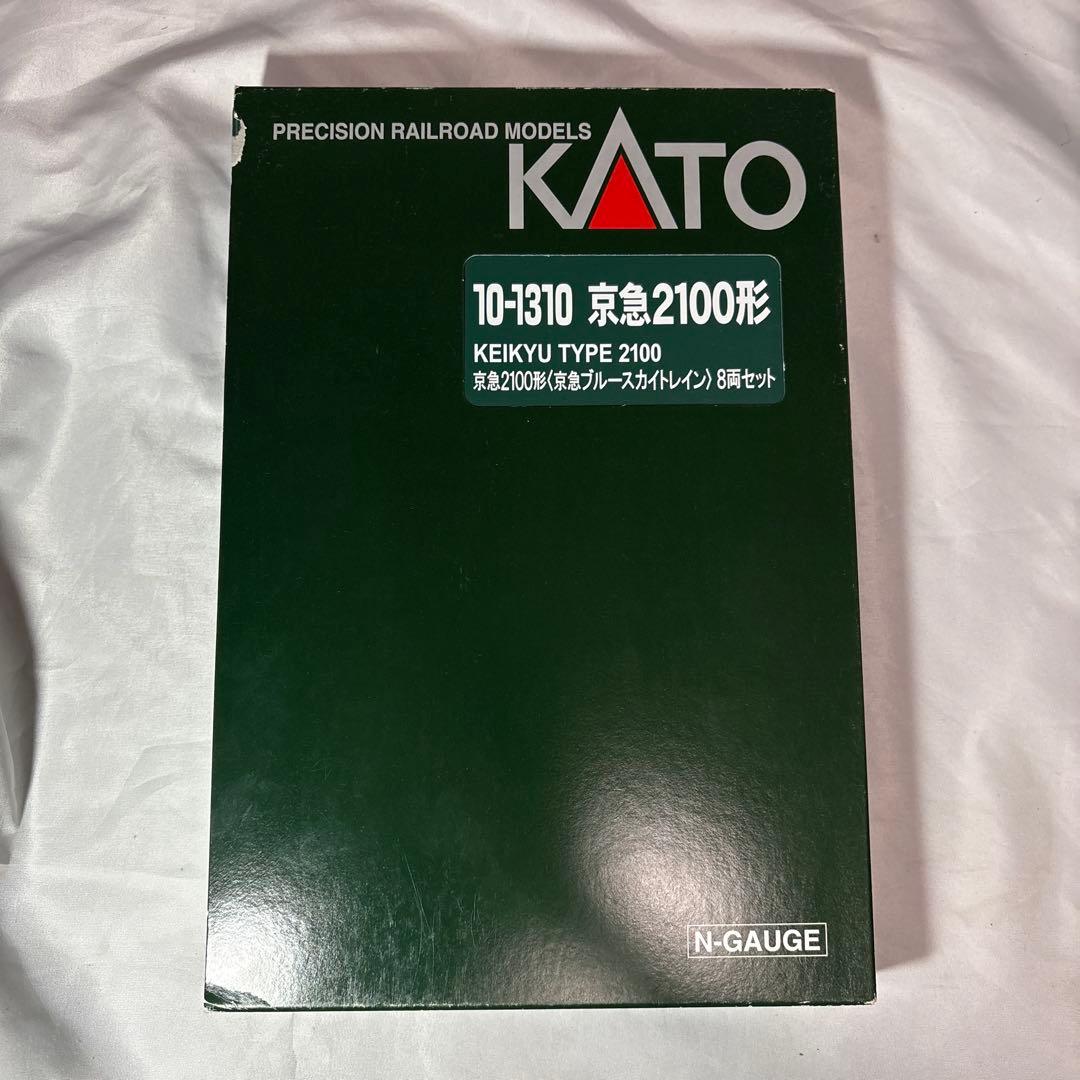 PRECISION RAILROAD MODELS
KATO
10-1310 京急2100形
KEIKYU TYPE 2100
京急2100形〈京急ブルースカイトレイン〉8両セット
N-GAUGE